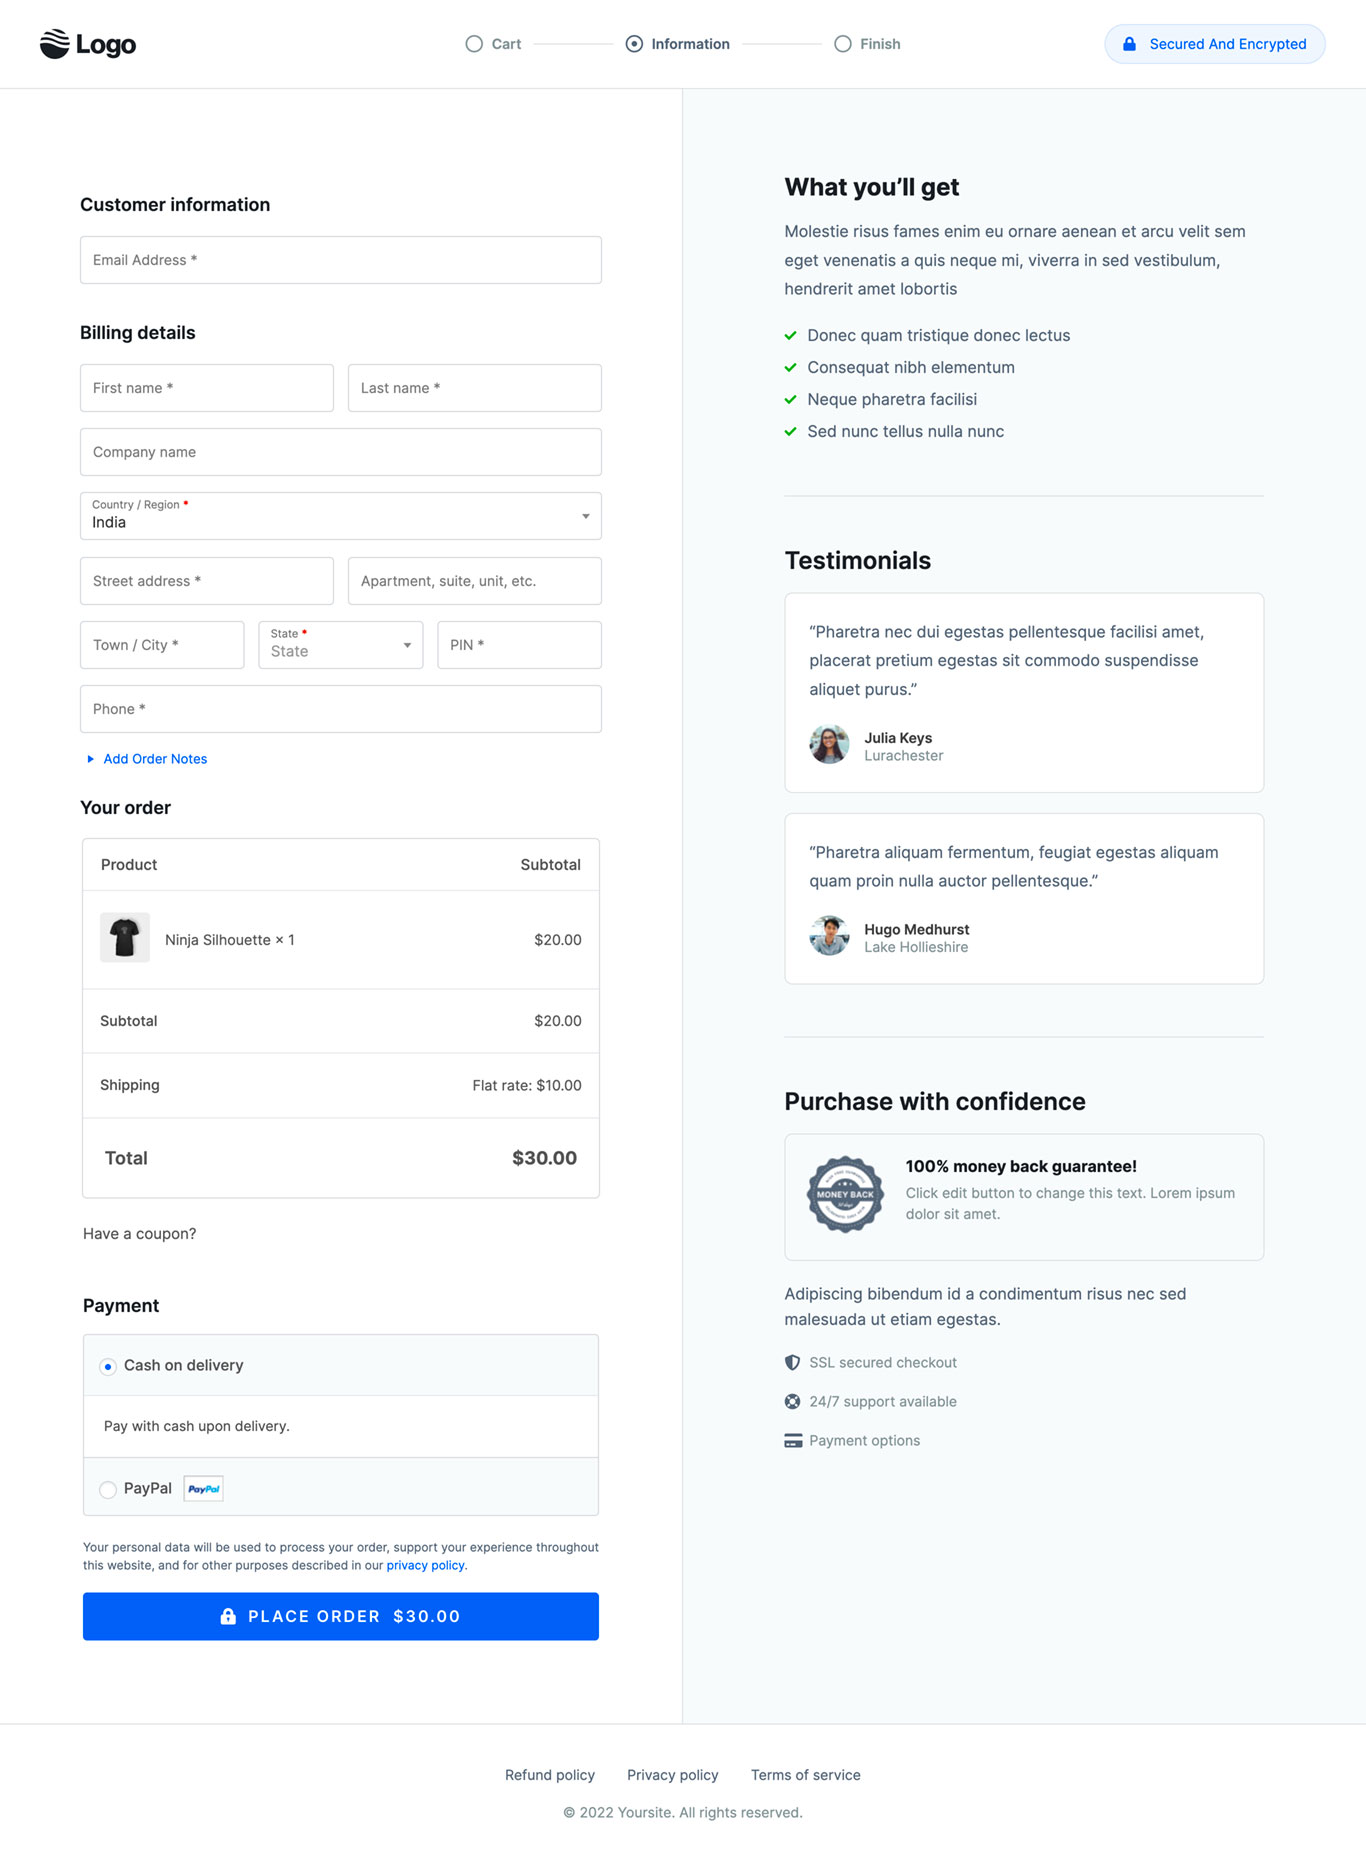 Logo
Cart
Information
Finish
Secured And Encrypted
Customer information
Email Address *
Billing details
First name *
Last name *
Company name
Country / Region *
India
Street address *
Apartment, suite, unit, etc.
Town / City *
State *
State
PIN *
Phone *
Add Order Notes
Your order
Product
Subtotal
Ninja Silhouette × 1
$20.00
Subtotal
$20.00
Shipping
Flat rate: $10.00
Total
$30.00
Have a coupon?
Payment
Cash on delivery
Pay with cash upon delivery.
PayPal
PayPal
Your personal data will be used to process your order, support your experience throughout
this website, and for other purposes described in our privacy policy.
PLACE ORDER $30.00
What you’ll get
Molestie risus fames enim eu ornare aenean et arcu velit sem
eget venenatis a quis neque mi, viverra in sed vestibulum,
hendrerit amet lobortis
Donec quam tristique donec lectus
Consequat nibh elementum
Neque pharetra facilisi
Sed nunc tellus nulla nunc
Testimonials
“Pharetra nec dui egestas pellentesque facilisi amet,
placerat pretium egestas sit commodo suspendisse
aliquet purus.”
Julia Keys
Lurachester
“Pharetra aliquam fermentum, feugiat egestas aliquam
quam proin nulla auctor pellentesque.”
Hugo Medhurst
Lake Hollieshire
Purchase with confidence
MONEY BACK
100% money back guarantee!
Click edit button to change this text. Lorem ipsum
dolor sit amet.
Adipiscing bibendum id a condimentum risus nec sed
malesuada ut etiam egestas.
SSL secured checkout
24/7 support available
Payment options
Refund policy
Privacy policy
Terms of service
© 2022 Yoursite. All rights reserved.